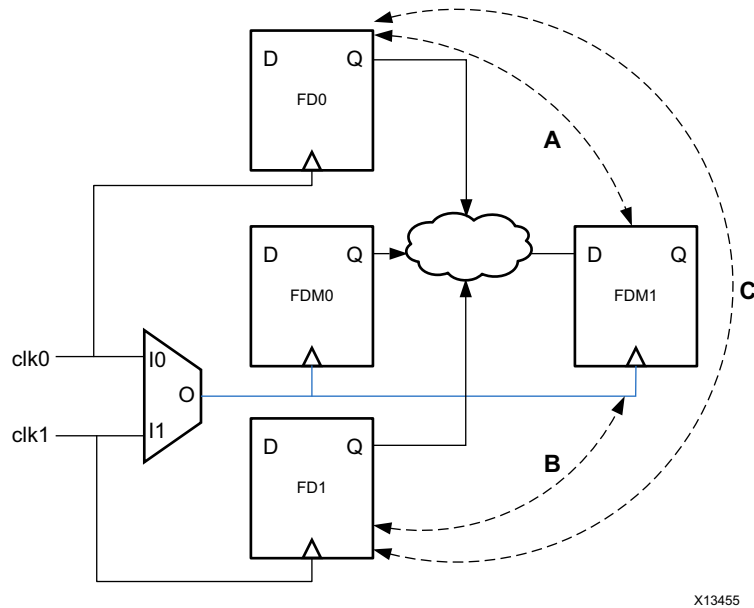 D Q
FD0
A
D Q
FDM0
D Q
FDM1
C
clk0
I0
O
clk1
I1
D Q
FD1
B
X13455